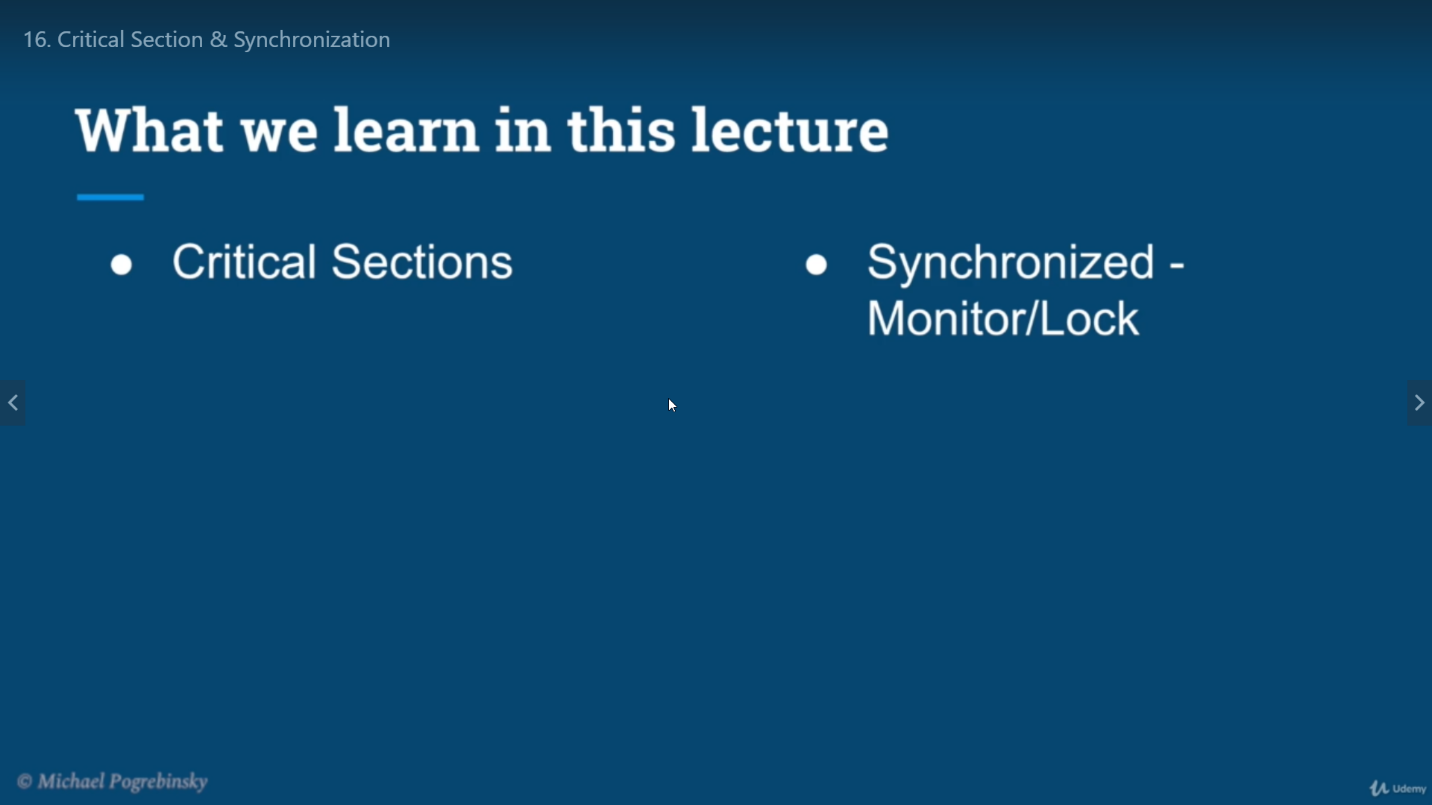 16. Critical Section & Synchronization
What we learn in this lecture
● Critical Sections
● Synchronized -
Monitor/Lock
© Michael Pogrebinsky
Udemy